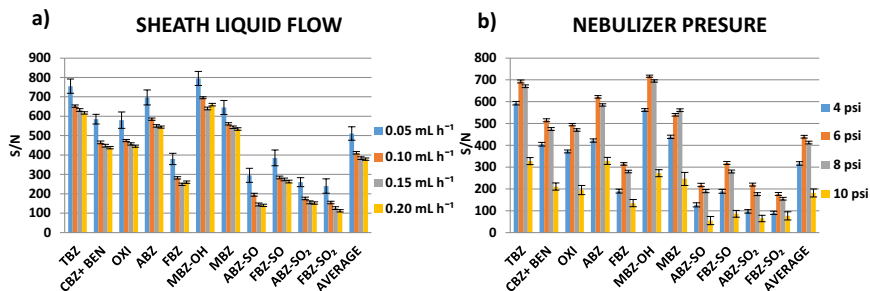 a)
SHEATH LIQUID FLOW
900
800
700
600
500
400
300
200
100
0
S/N
TBZ
CBZ+ BEN
OXI
ABZ
FBZ
MBZ-OH
MBZ
ABZ-SO
FBZ-SO
ABZ-SO₂
FBZ-SO₂
AVERAGE
0.05 mL h⁻¹
0.10 mL h⁻¹
0.15 mL h⁻¹
0.20 mL h⁻¹
b)
NEBULIZER PRESURE
800
700
600
500
400
300
200
100
0
S/N
TBZ
CBZ+ BEN
OXI
ABZ
FBZ
MBZ-OH
MBZ
ABZ-SO
FBZ-SO
ABZ-SO₂
FBZ-SO₂
AVERAGE
4 psi
6 psi
8 psi
10 psi